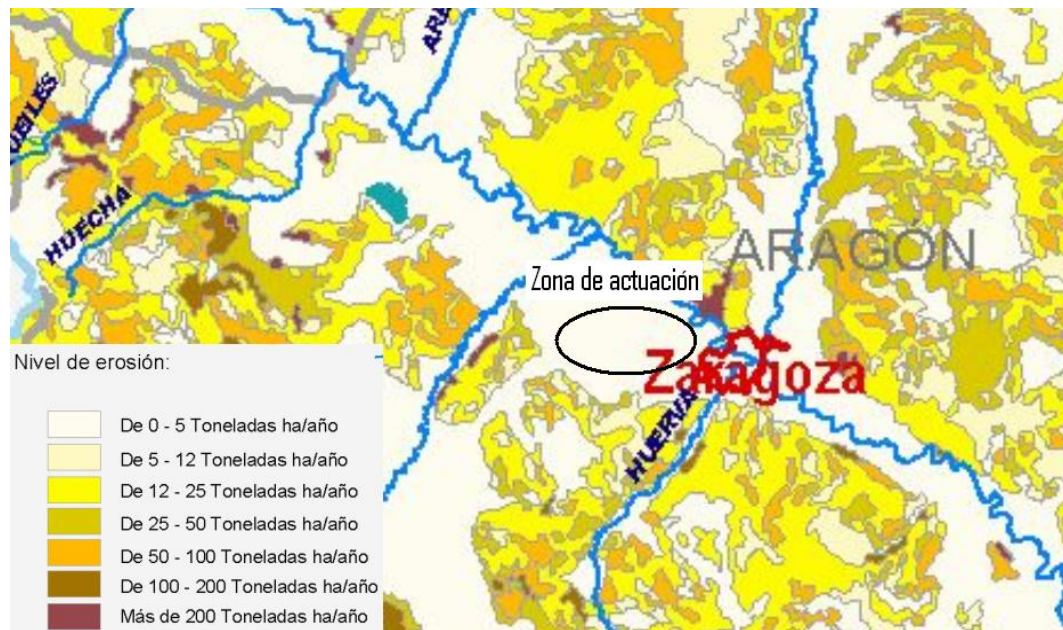 ARA
UEILES
HUECHA
ARAGÓN
Zona de actuación
Zaragoza
HUERVA
Nivel de erosión:
De 0 - 5 Toneladas ha/año
De 5 - 12 Toneladas ha/año
De 12 - 25 Toneladas ha/año
De 25 - 50 Toneladas ha/año
De 50 - 100 Toneladas ha/año
De 100 - 200 Toneladas ha/año
Más de 200 Toneladas ha/año